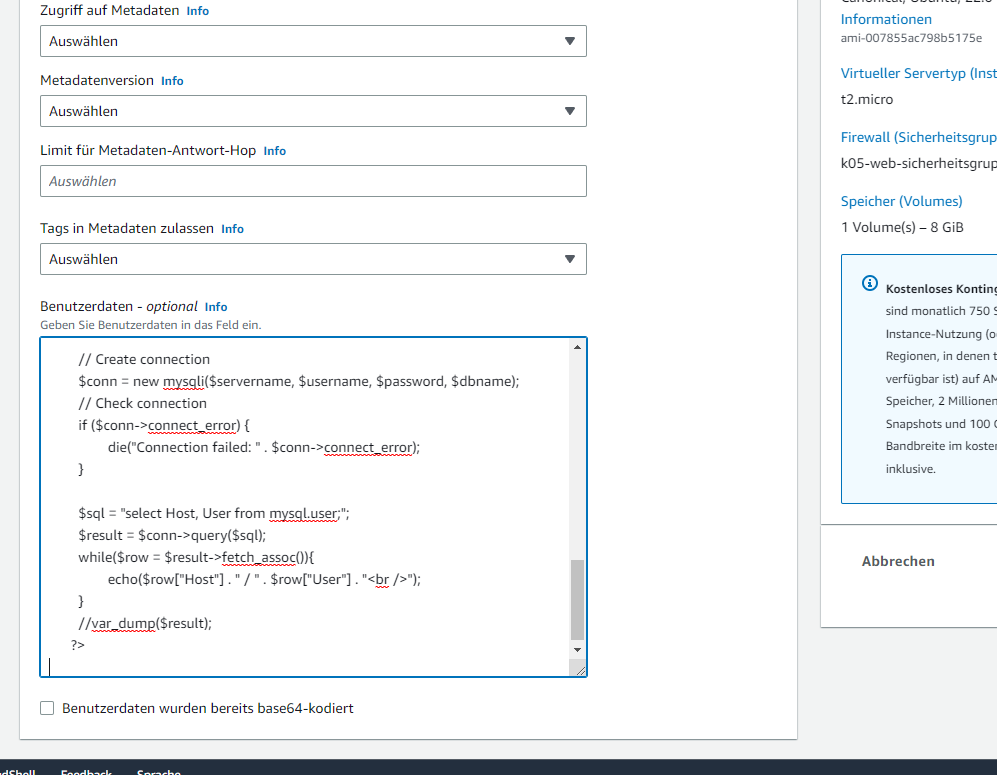 Zugriff auf Metadaten Info
Auswählen
Metadatenversion Info
Auswählen
Limit für Metadaten-Antwort-Hop Info
Auswählen
Tags in Metadaten zulassen Info
Auswählen
Benutzerdaten - optional Info
Geben Sie Benutzerdaten in das Feld ein.
// Create connection
$conn = new mysqli($servername, $username, $password, $dbname);
// Check connection
if ($conn->connect_error) {
die("Connection failed: " . $conn->connect_error);
}
$sql = "select Host, User from mysql.user;";
$result = $conn->query($sql);
while($row = $result->fetch_assoc()){
echo($row["Host"] . " / " . $row["User"] . "<br />");
}
//var_dump($result);
?>
Benutzerdaten wurden bereits base64-kodiert
Informationen
ami-007855ac798b5175e
Virtueller Servertyp (Inst
t2.micro
Firewall (Sicherheitsgrup
k05-web-sicherheitsgrup
Speicher (Volumes)
1 Volume(s) – 8 GiB
Kostenloses Konting
sind monatlich 750 S
Instance-Nutzung (o
Regionen, in denen t
verfügbar ist) auf AM
Speicher, 2 Millionen
Snapshots und 100 G
Bandbreite im koste
inklusive.
Abbrechen
Feedback Sprache